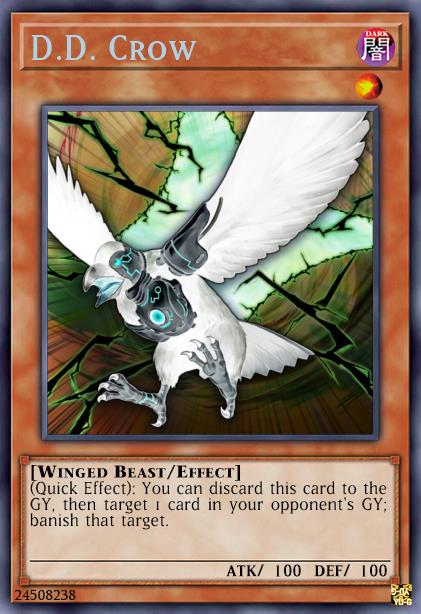 D.D. Crow
DARK
闇
[Winged Beast/Effect]
(Quick Effect): You can discard this card to the
GY, then target 1 card in your opponent's GY;
banish that target.
ATK/ 100 DEF/ 100
24508238